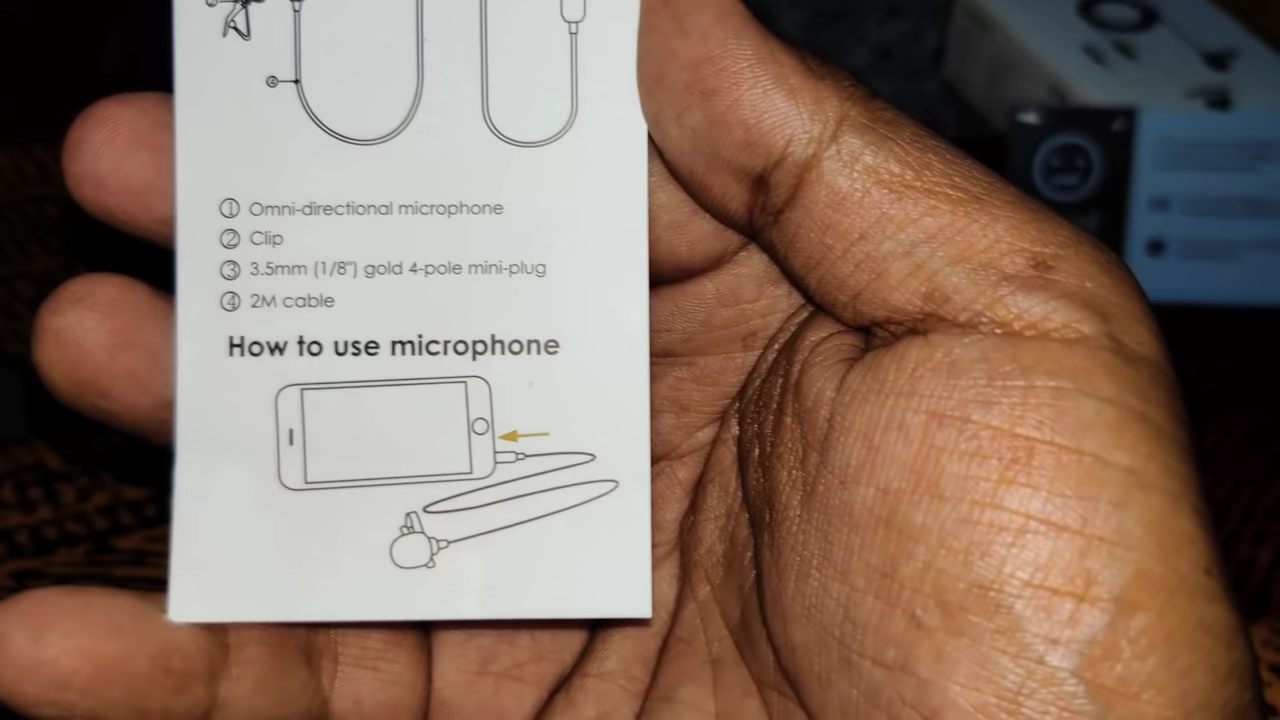 ④
① Omni-directional microphone
② Clip
③ 3.5mm (1/8") gold 4-pole mini-plug
④ 2M cable
How to use microphone